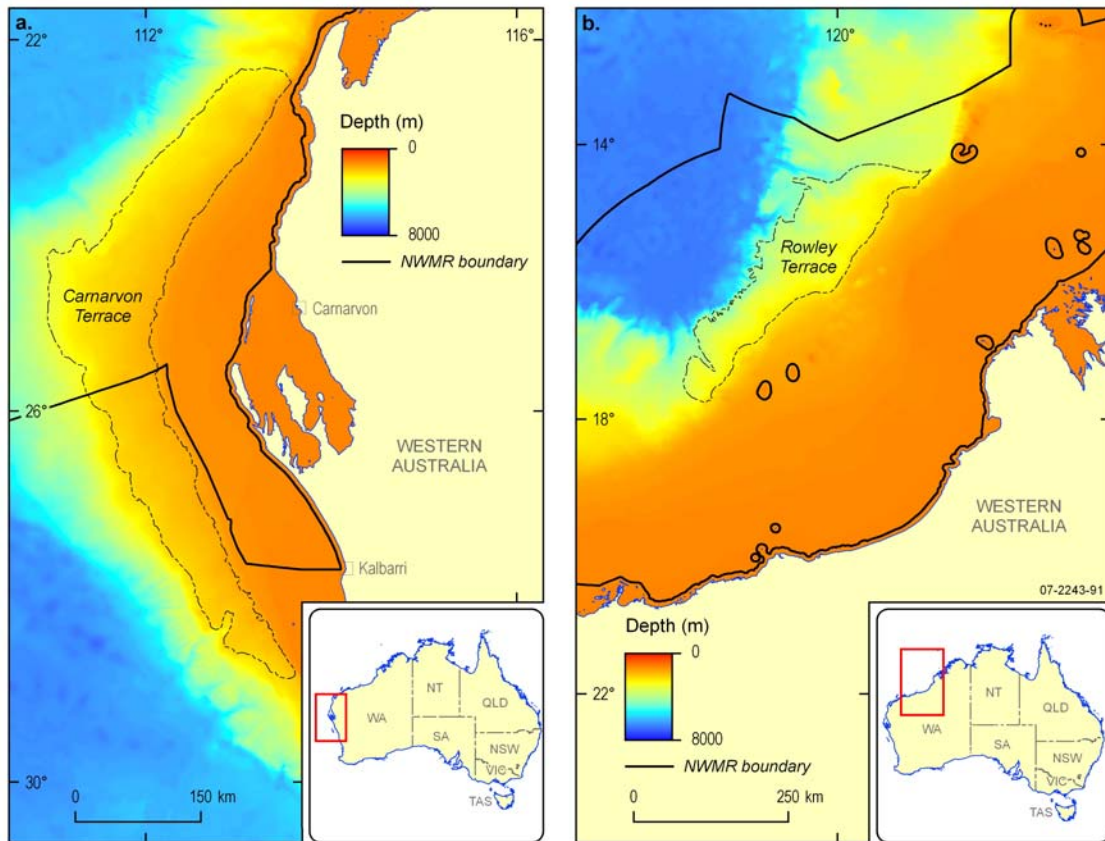 a.
22°
112°
116°
Depth (m)
0
8000
NWMR boundary
Carnarvon
Terrace
Carnarvon
26°
WESTERN
AUSTRALIA
Kalbarri
30°
0 150 km
NT
QLD
WA
SA
NSW
VIC
TAS
b.
120°
14°
Rowley
Terrace
18°
WESTERN
AUSTRALIA
07-2243-91
Depth (m)
0
8000
NWMR boundary
22°
0 250 km
NT
QLD
WA
SA
NSW
VIC
TAS